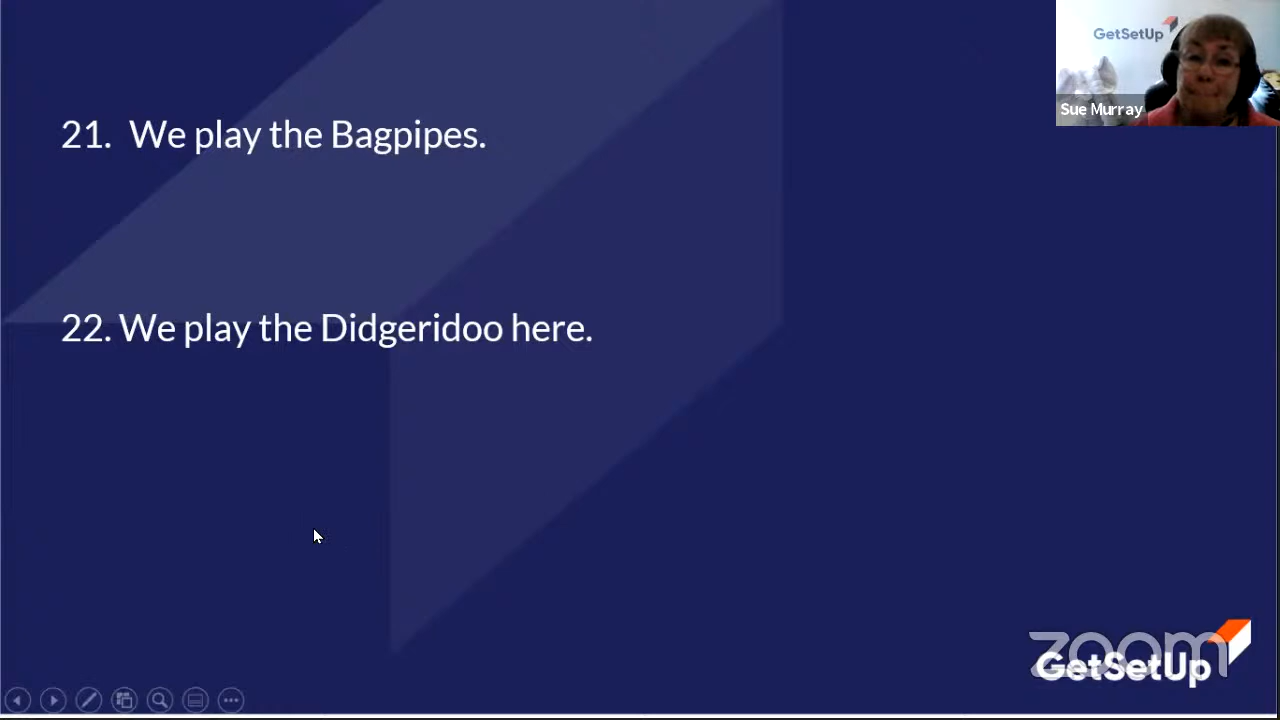 GetSetUp
Sue Murray
21. We play the Bagpipes.
22. We play the Didgeridoo here.
zoom
GetSetUp